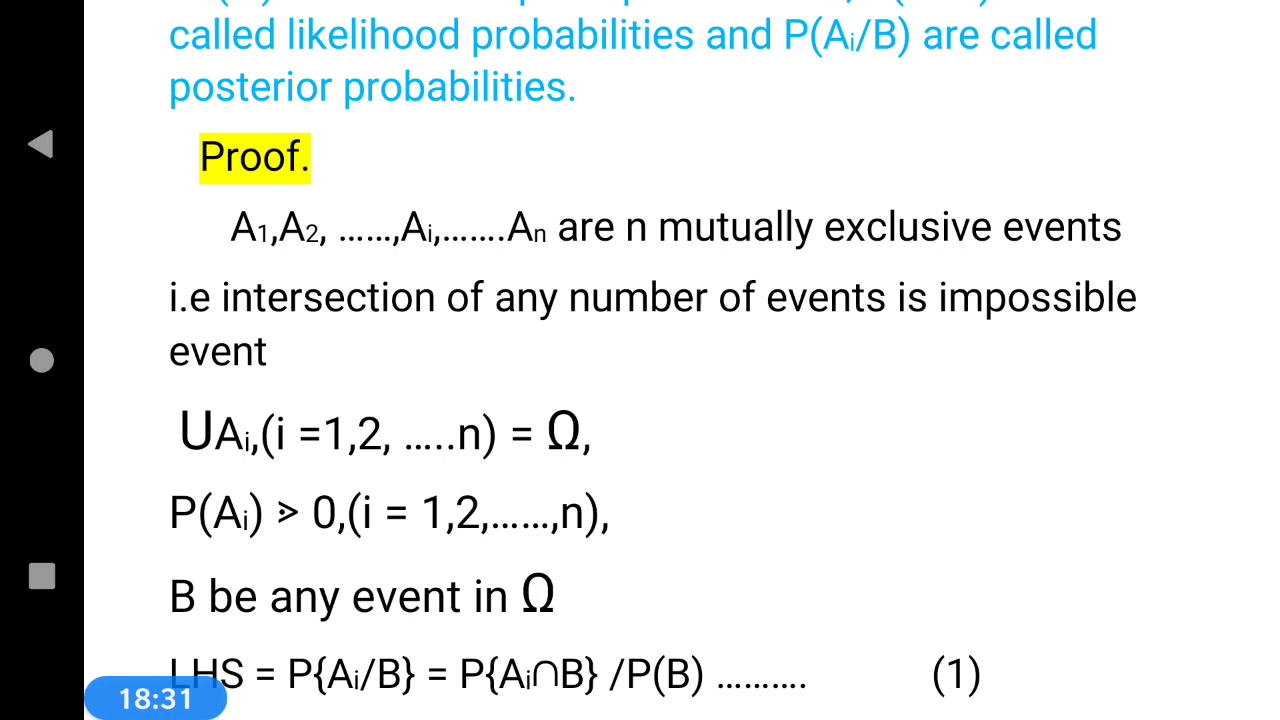 called likelihood probabilities and P(Aᵢ/B) are called
posterior probabilities.
Proof.
A₁,A₂, ……,Aᵢ,…….Aₙ are n mutually exclusive events
i.e intersection of any number of events is impossible
event
UAᵢ,(i =1,2, …..n) = Ω,
P(Aᵢ) > 0,(i = 1,2,……,n),
B be any event in Ω
LHS = P{Aᵢ/B} = P{Aᵢ∩B} /P(B) ………. (1)
18:31